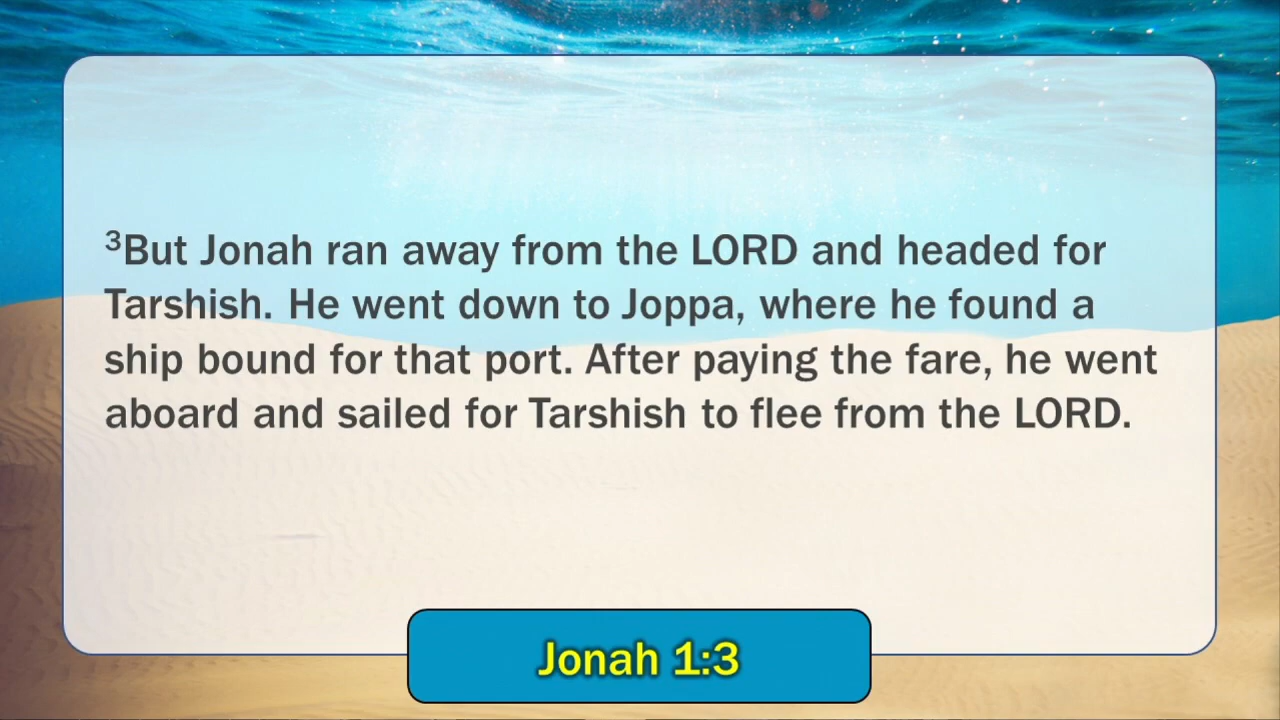 ³But Jonah ran away from the LORD and headed for
Tarshish. He went down to Joppa, where he found a
ship bound for that port. After paying the fare, he went
aboard and sailed for Tarshish to flee from the LORD.
Jonah 1:3